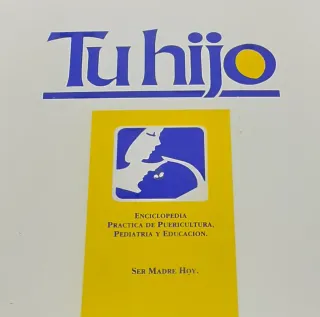 Tu hijo
ENCICLOPEDIA
PRACTICA DE PUERICULTURA,
PEDIATRIA Y EDUCACION.
SER MADRE HOY.